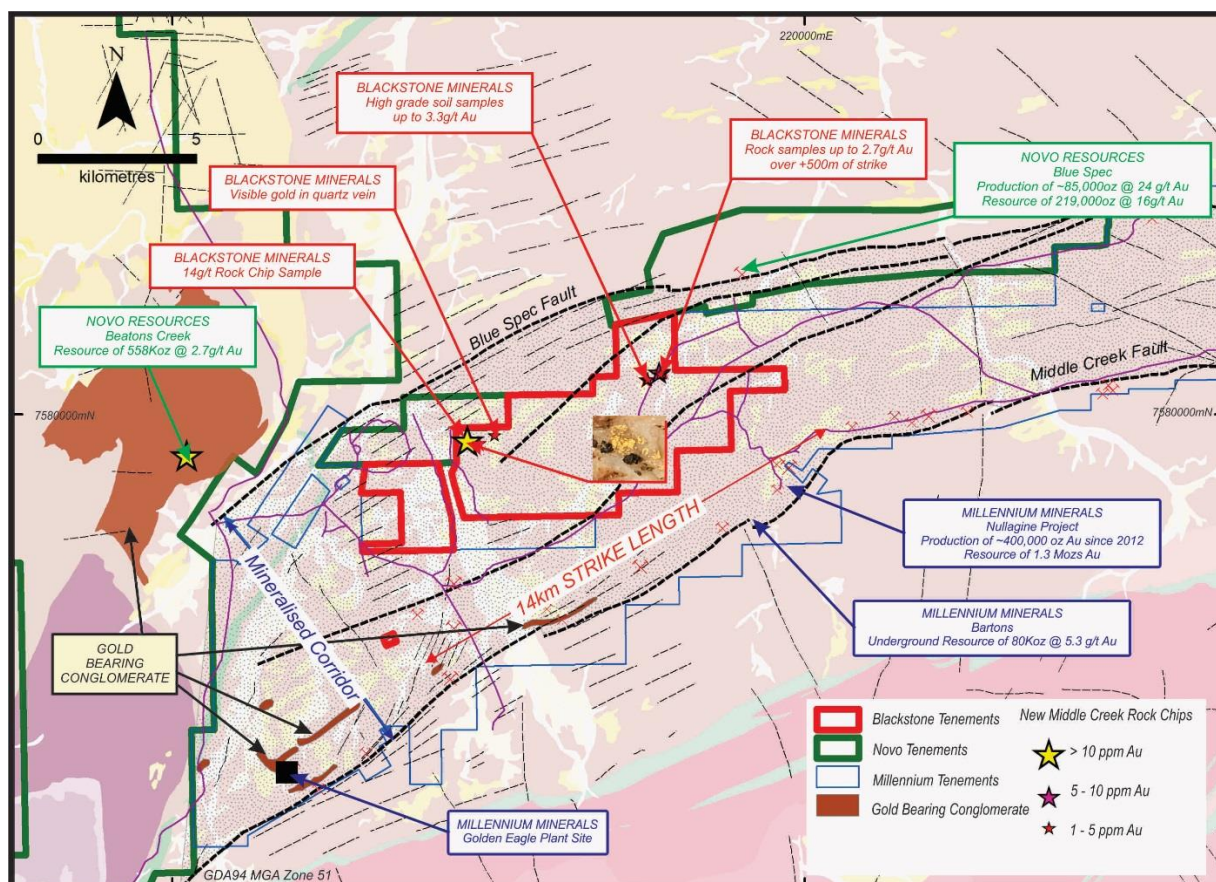 220000mE
N
0 5
kilometres
BLACKSTONE MINERALS
High grade soil samples
up to 3.3g/t Au
BLACKSTONE MINERALS
Rock samples up to 2.7g/t Au
over +500m of strike
NOVO RESOURCES
Blue Spec
Production of ~85,000oz @ 24 g/t Au
Resource of 219,000oz @ 16g/t Au
BLACKSTONE MINERALS
Visible gold in quartz vein
BLACKSTONE MINERALS
14g/t Rock Chip Sample
NOVO RESOURCES
Beatons Creek
Resource of 558Koz @ 2.7g/t Au
Blue Spec Fault
Middle Creek Fault
7580000mN
7580000mN
14km STRIKE LENGTH
Mineralised Corridor
MILLENNIUM MINERALS
Nullagine Project
Production of ~400,000 oz Au since 2012
Resource of 1.3 Mozs Au
MILLENNIUM MINERALS
Bartons
Underground Resource of 80Koz @ 5.3 g/t Au
GOLD
BEARING
CONGLOMERATE
MILLENNIUM MINERALS
Golden Eagle Plant Site
Blackstone Tenements
Novo Tenements
Millennium Tenements
Gold Bearing Conglomerate
New Middle Creek Rock Chips
> 10 ppm Au
5 - 10 ppm Au
1 - 5 ppm Au
GDA94 MGA Zone 51